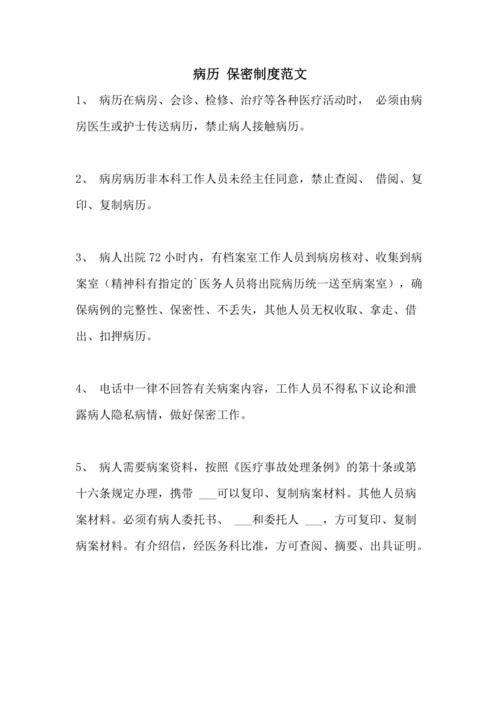 病历 保密制度范文
1、 病历在病房、会诊、检修、治疗等各种医疗活动时, 必须由病
房医生或护士传送病历,禁止病人接触病历。
2、 病房病历非本科工作人员未经主任同意,禁止查阅、 借阅、复
印、复制病历。
3、 病人出院 72 小时内,有档案室工作人员到病房核对、收集到病
案室(精神科有指定的`医务人员将出院病历统一送至病案室),确
保病例的完整性、保密性、不丢失,其他人员无权收取、拿走、借
出、扣押病历。
4、 电话中一律不回答有关病案内容,工作人员不得私下议论和泄
露病人隐私病情,做好保密工作。
5、 病人需要病案资料,按照《医疗事故处理条例》的第十条或第
十六条规定办理,携带 ___可以复印、复制病案材料。其他人员病
案材料。必须有病人委托书、 ___和委托人 ___,方可复印、复制
病案材料。有介绍信,经医务科比准,方可查阅、摘要、出具证明。